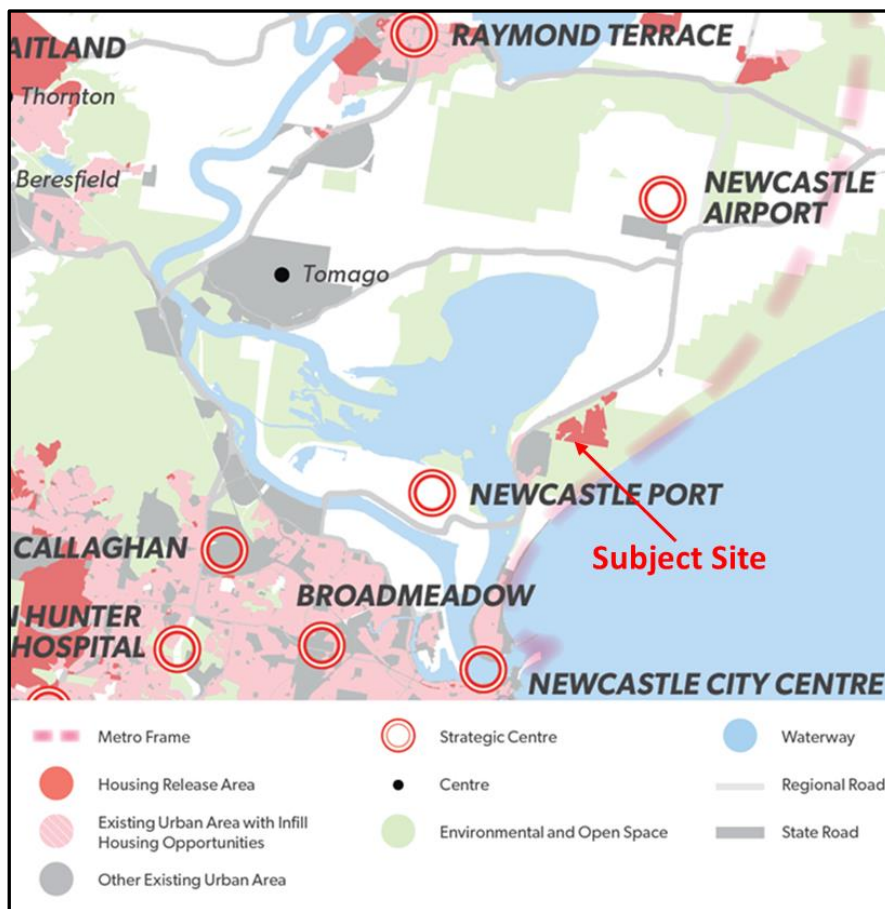 AITLAND
RAYMOND TERRACE
Thornton
Beresfield
NEWCASTLE
AIRPORT
Tomago
NEWCASTLE PORT
CALLAGHAN
Subject Site
BROADMEADOW
N HUNTER
HOSPITAL
NEWCASTLE CITY CENTRE
Metro Frame
Strategic Centre
Waterway
Housing Release Area
Centre
Regional Road
Existing Urban Area with Infill
Housing Opportunities
Environmental and Open Space
State Road
Other Existing Urban Area